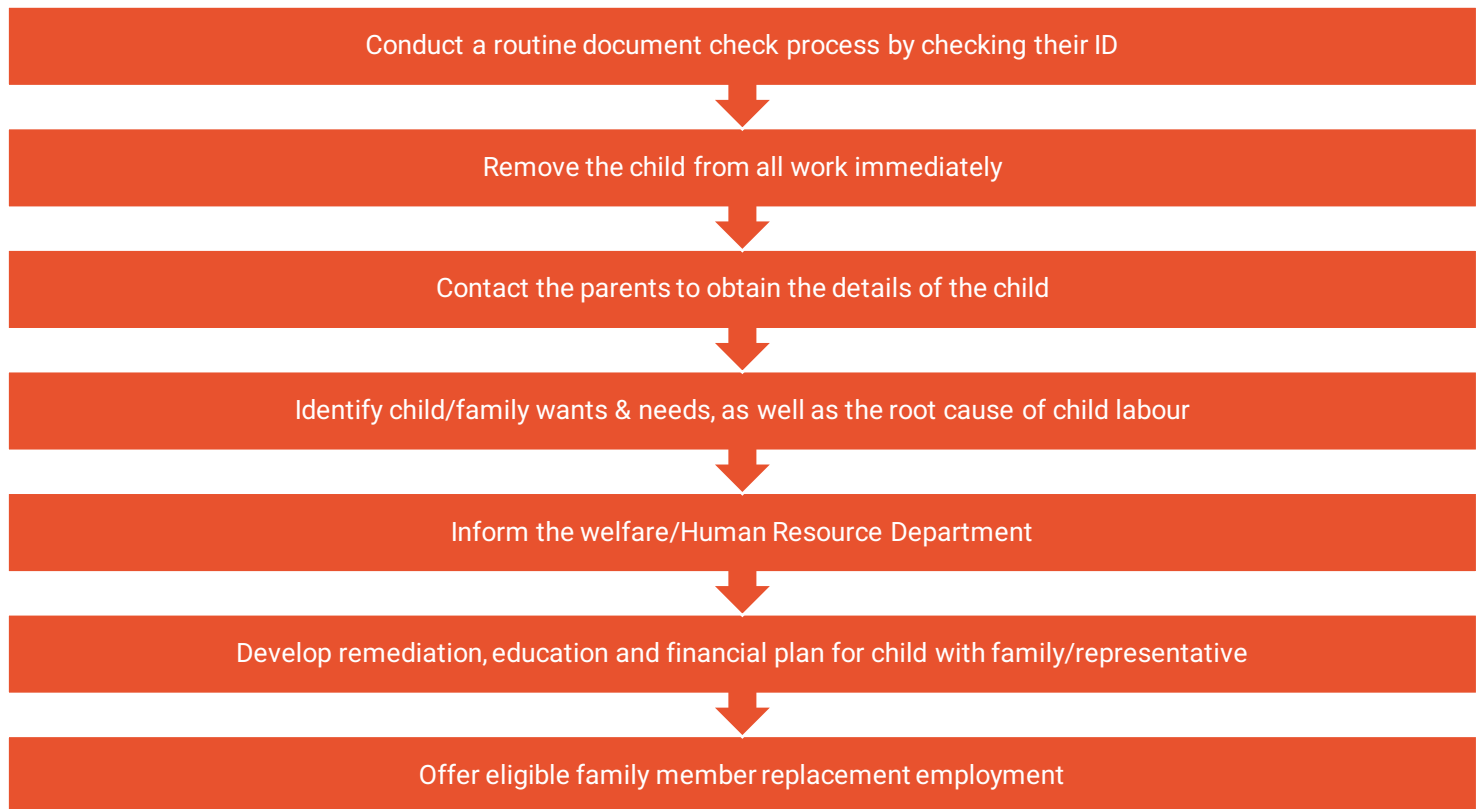 Conduct a routine document check process by checking their ID
Remove the child from all work immediately
Contact the parents to obtain the details of the child
Identify child/family wants & needs, as well as the root cause of child labour
Inform the welfare/Human Resource Department
Develop remediation, education and financial plan for child with family/representative
Offer eligible family member replacement employment